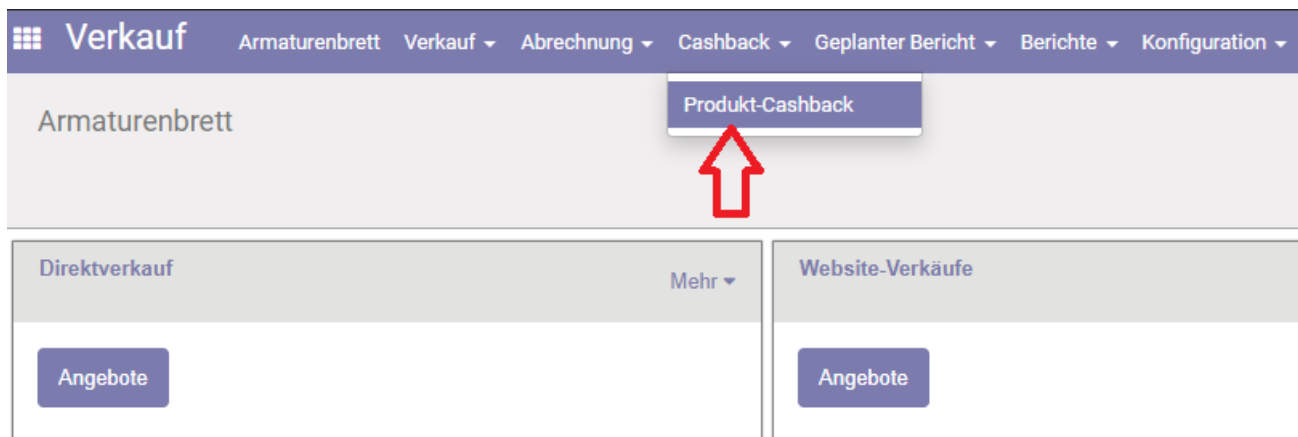 Verkauf Armaturenbrett Verkauf Abrechnung Cashback Geplanter Bericht Berichte Konfiguration
Produkt-Cashback
Armaturenbrett
Direktverkauf
Mehr
Website-Verkäufe
Angebote
Angebote